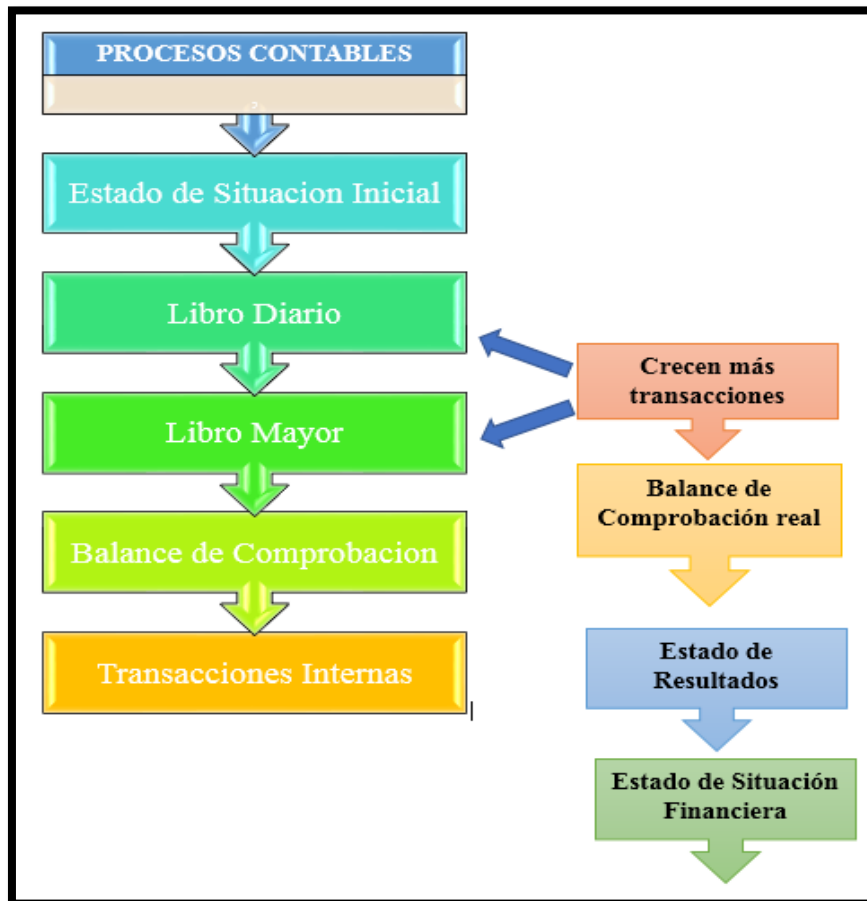 PROCESOS CONTABLES
Estado de Situacion Inicial
Libro Diario
Libro Mayor
Balance de Comprobacion
Transacciones Internas
Crecen más
transacciones
Balance de
Comprobación real
Estado de
Resultados
Estado de Situación
Financiera